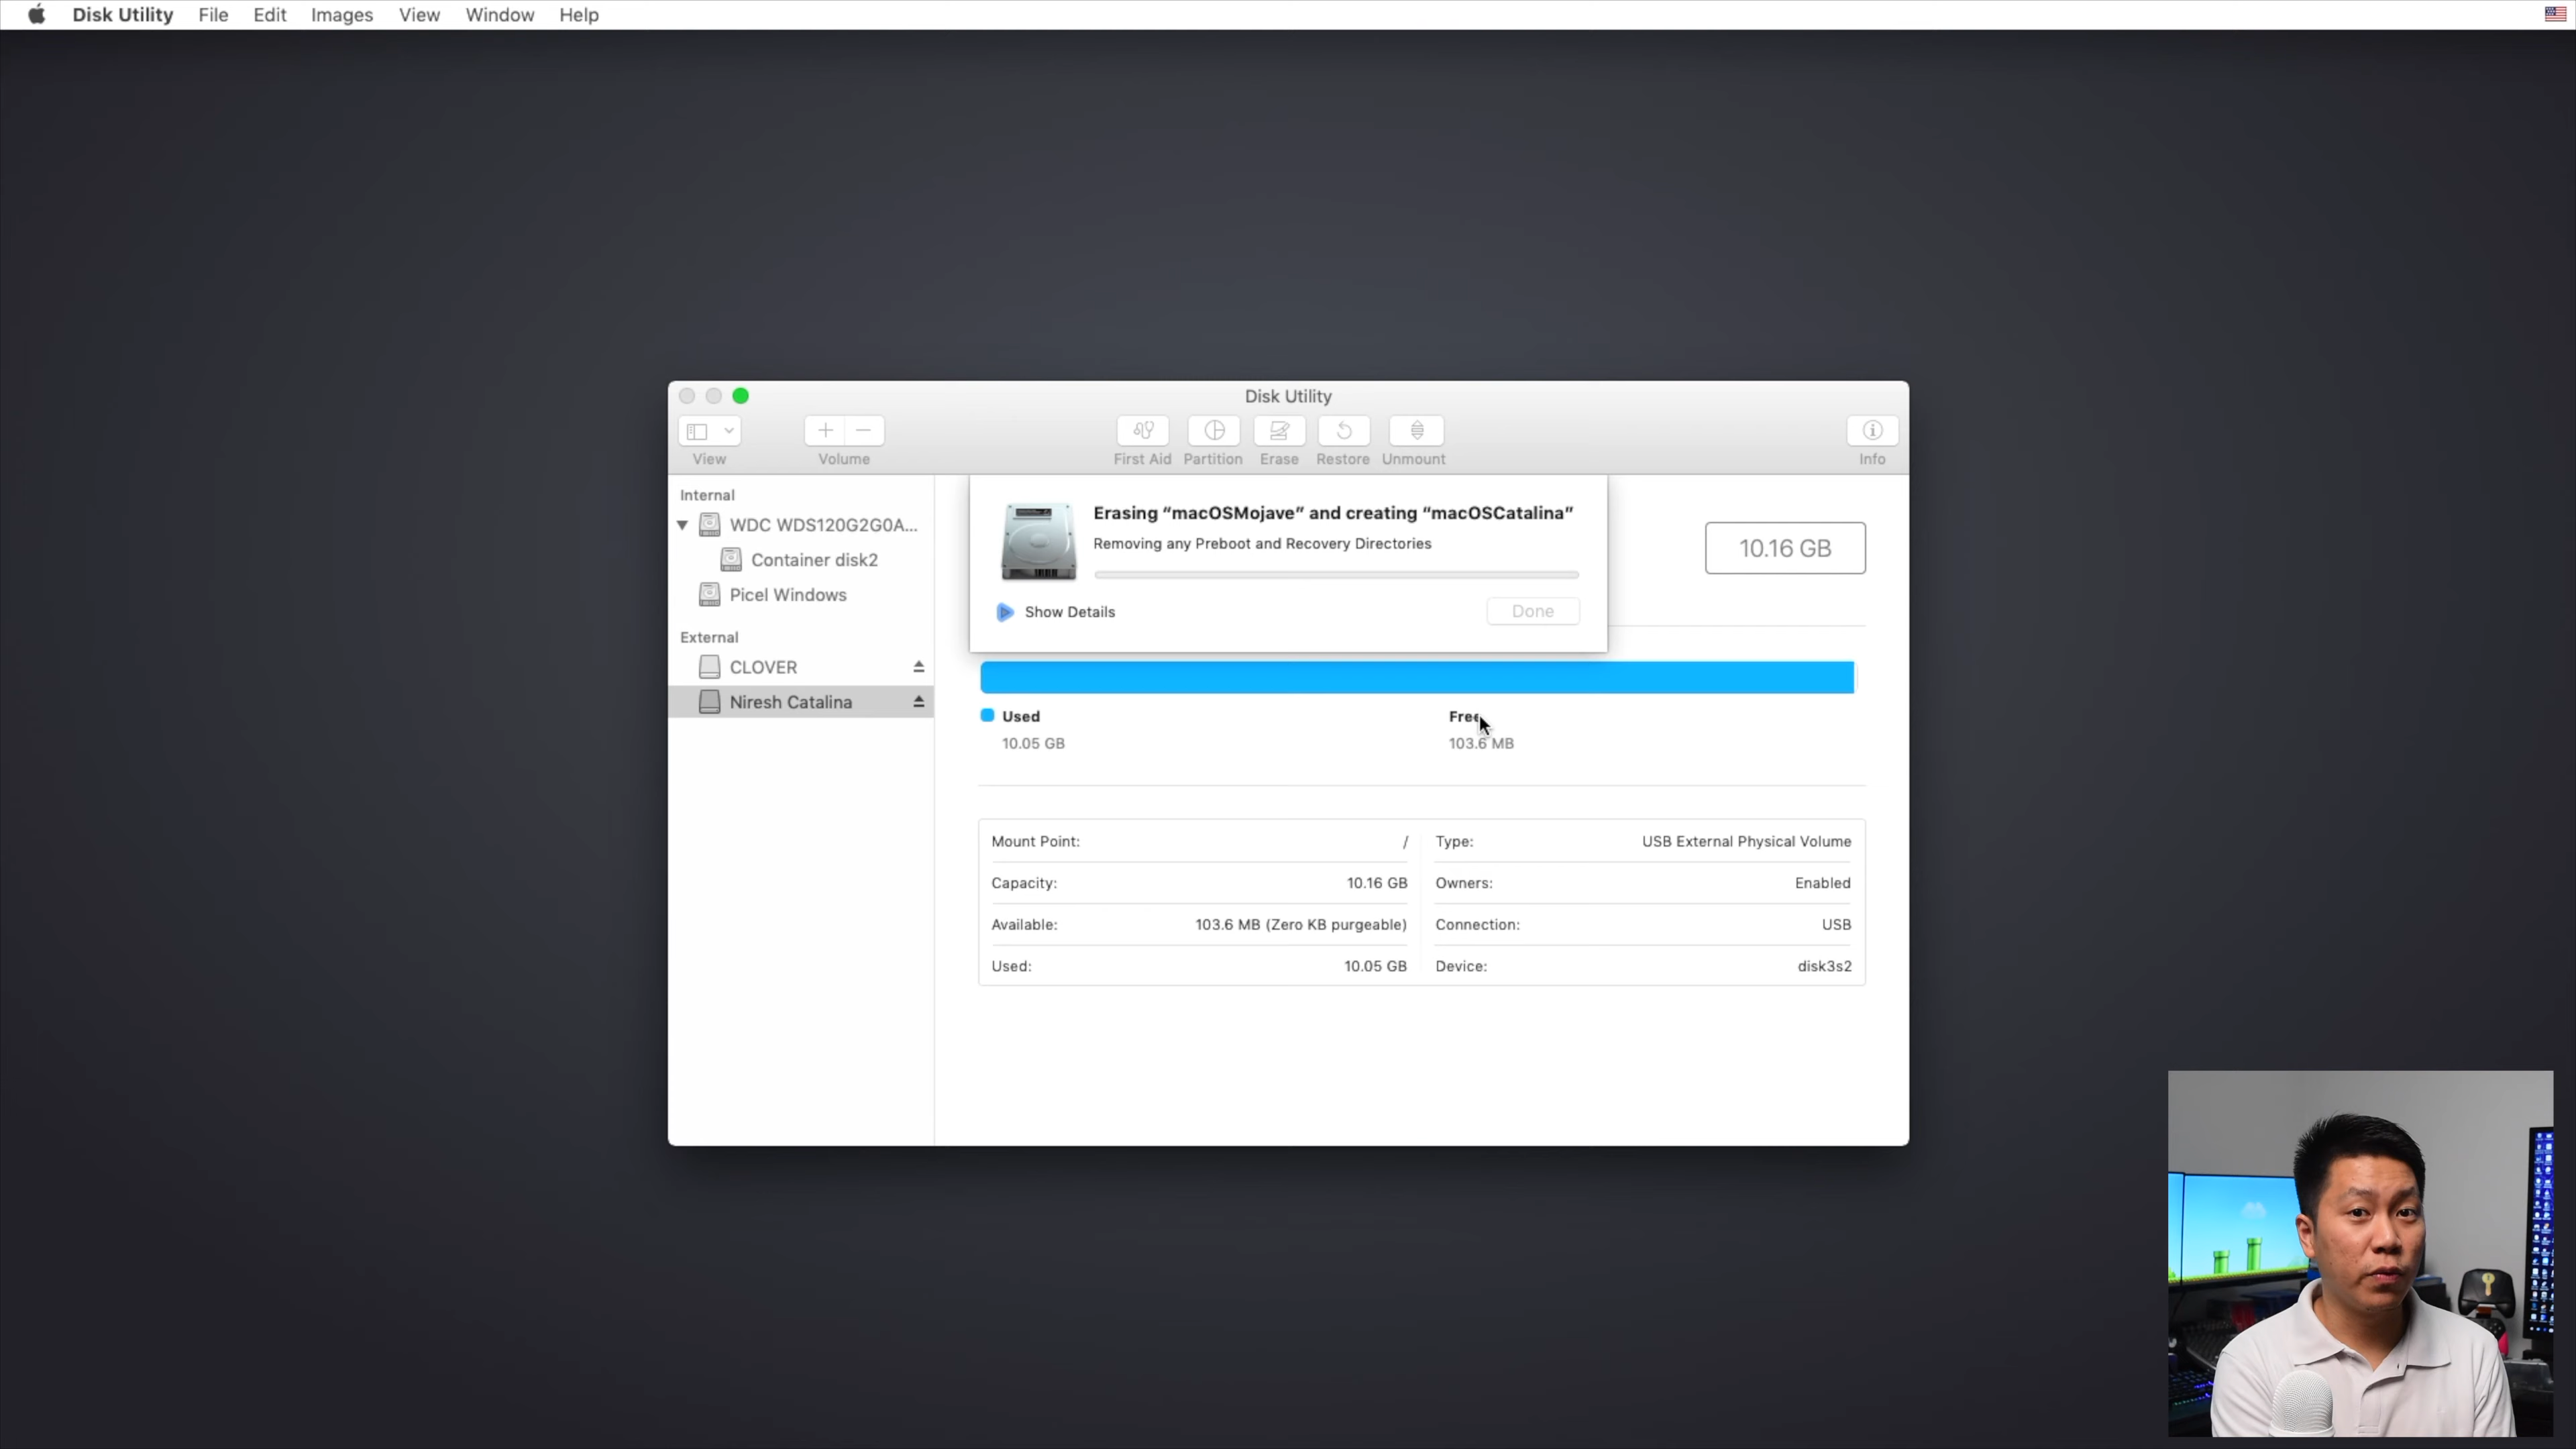 Disk Utility File Edit Images View Window Help
Disk Utility
View Volume First Aid Partition Erase Restore Unmount Info
Internal
WDC WDS120G2G0A...
Container disk2
Picel Windows
External
CLOVER
Niresh Catalina
Erasing “macOSMojave” and creating “macOSCatalina”
Removing any Preboot and Recovery Directories
Show Details Done
10.16 GB
Used Free
10.05 GB 103.6 MB
Mount Point: / Type: USB External Physical Volume
Capacity: 10.16 GB Owners: Enabled
Available: 103.6 MB (Zero KB purgeable) Connection: USB
Used: 10.05 GB Device: disk3s2